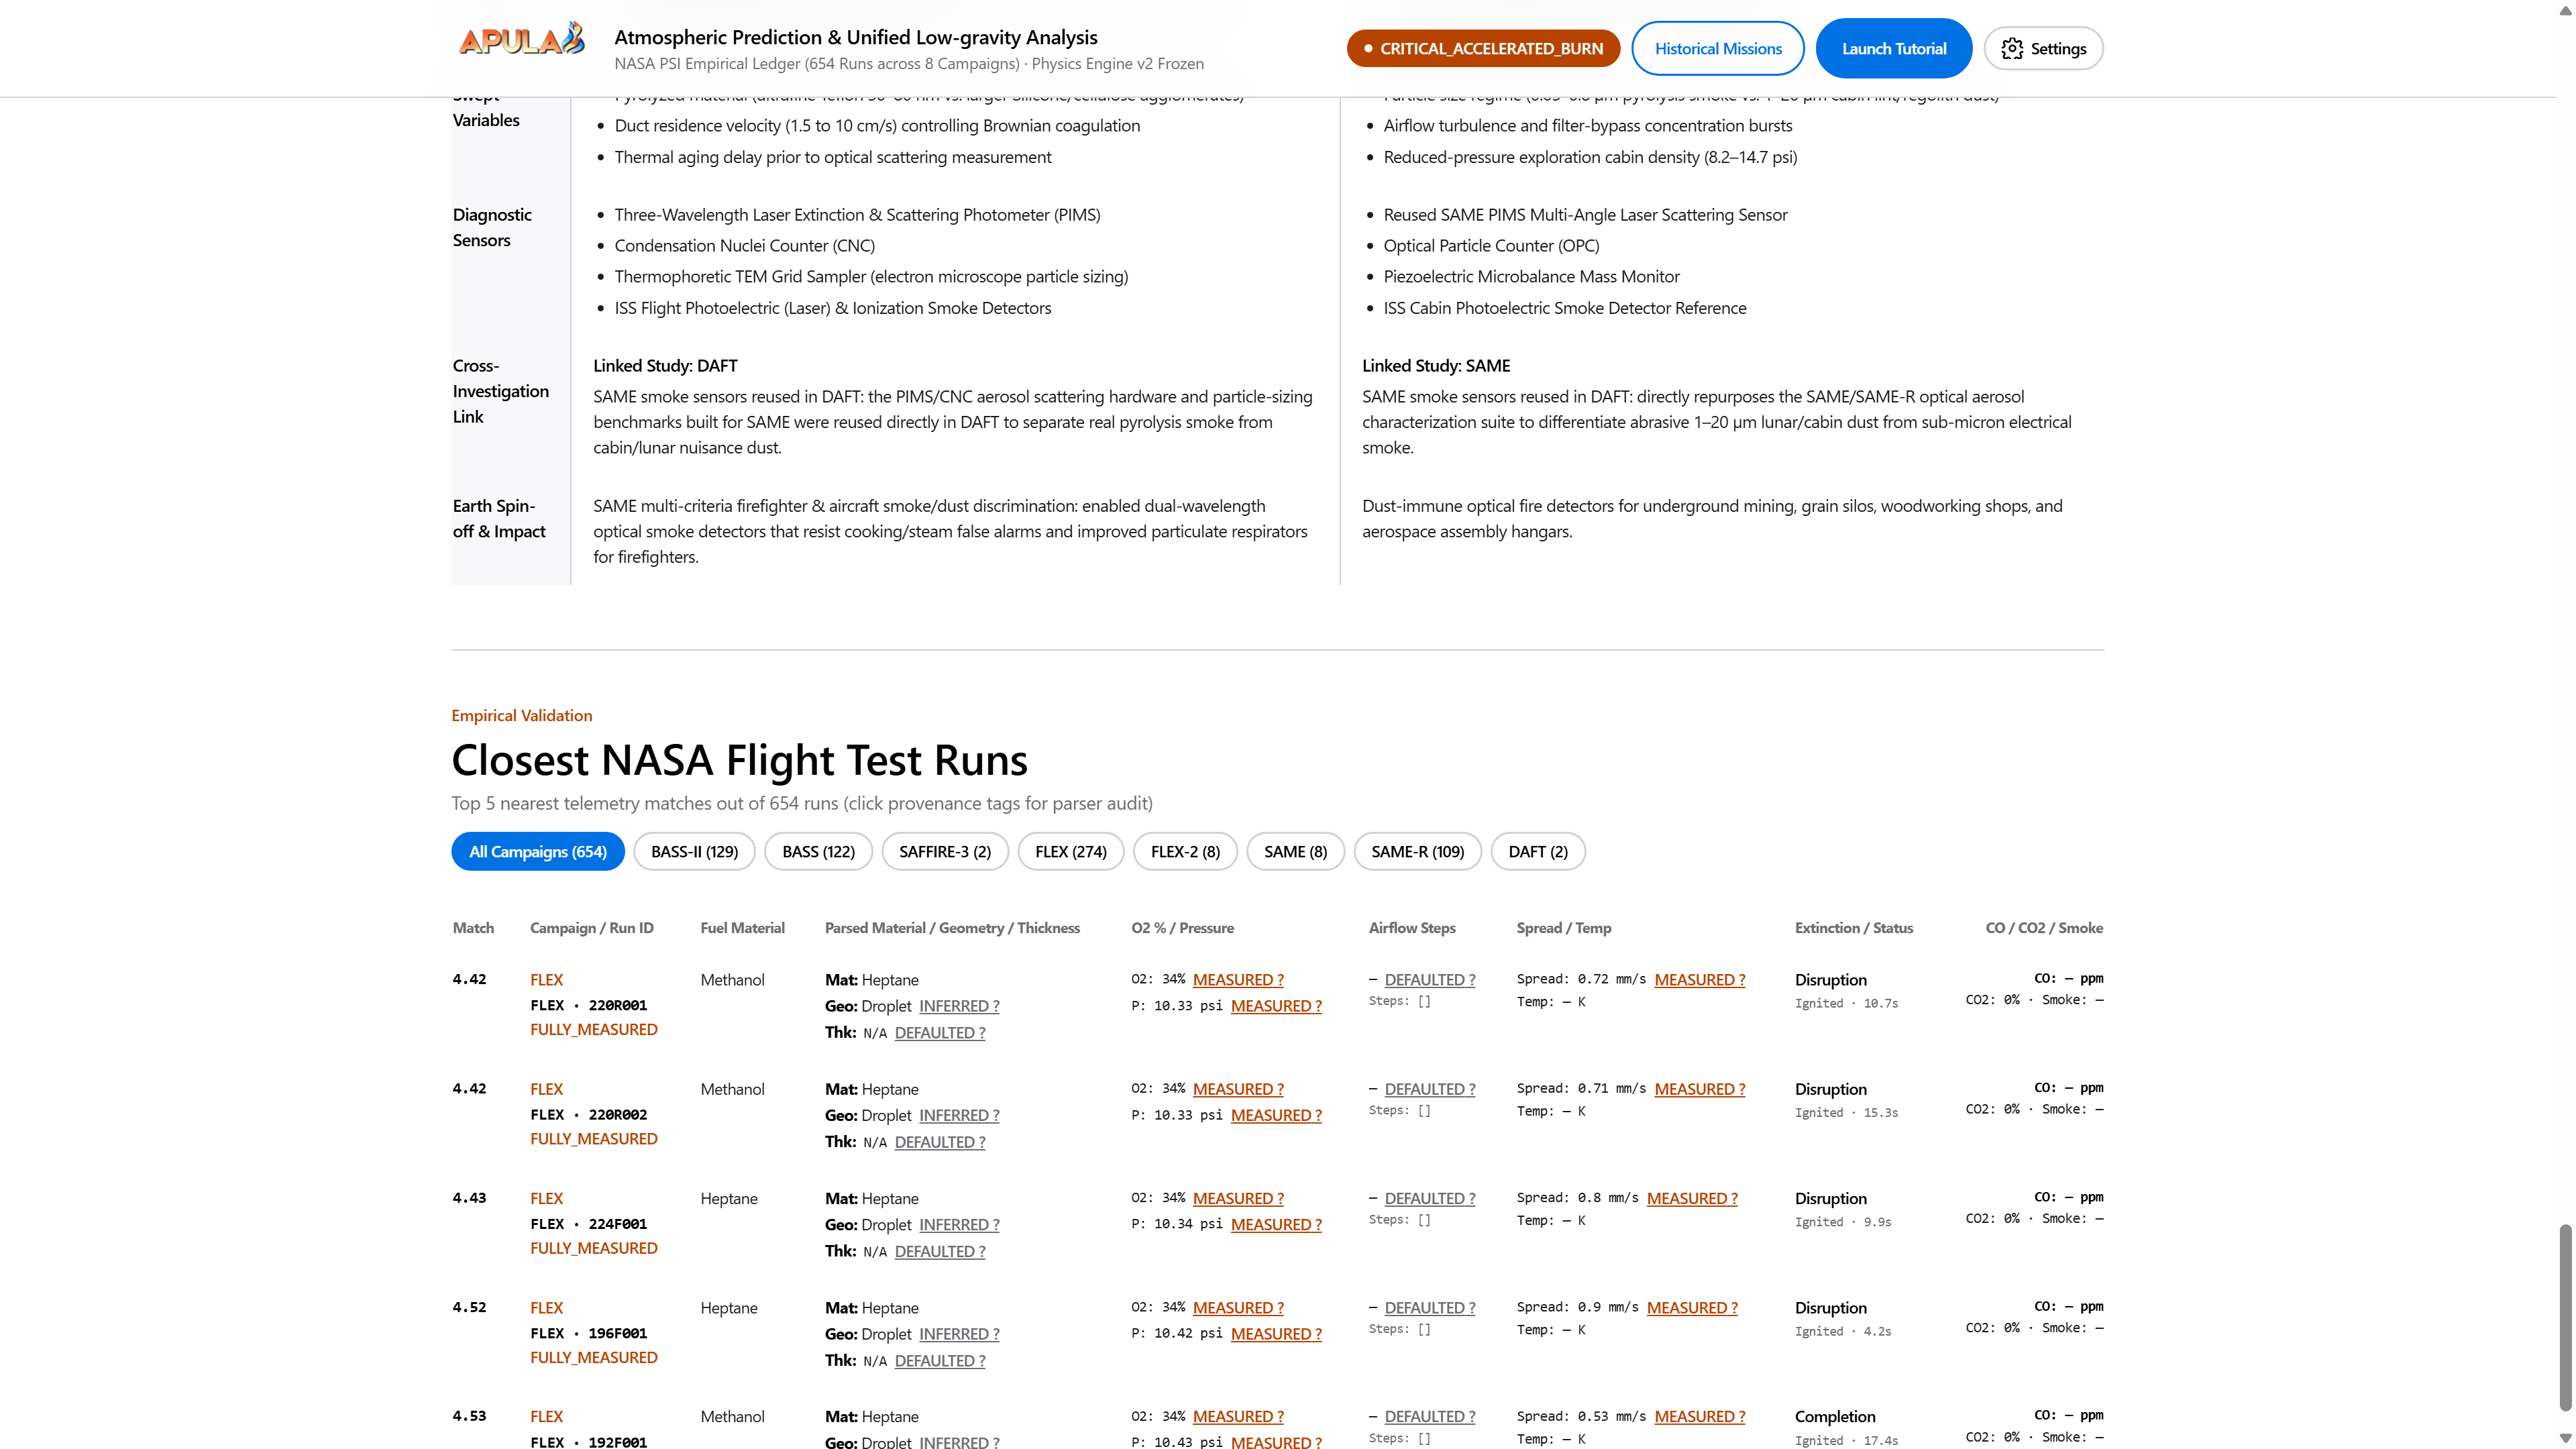 APULA
Atmospheric Prediction & Unified Low-gravity Analysis
NASA PSI Empirical Ledger (654 Runs across 8 Campaigns) · Physics Engine v2 Frozen
CRITICAL_ACCELERATED_BURN
Historical Missions
Launch Tutorial
Settings
Swept
Variables
• Duct residence velocity (1.5 to 10 cm/s) controlling Brownian coagulation
• Thermal aging delay prior to optical scattering measurement
• Airflow turbulence and filter-bypass concentration bursts
• Reduced-pressure exploration cabin density (8.2–14.7 psi)
Diagnostic
Sensors
• Three-Wavelength Laser Extinction & Scattering Photometer (PIMS)
• Condensation Nuclei Counter (CNC)
• Thermophoretic TEM Grid Sampler (electron microscope particle sizing)
• ISS Flight Photoelectric (Laser) & Ionization Smoke Detectors
• Reused SAME PIMS Multi-Angle Laser Scattering Sensor
• Optical Particle Counter (OPC)
• Piezoelectric Microbalance Mass Monitor
• ISS Cabin Photoelectric Smoke Detector Reference
Cross-
Investigation
Link
Linked Study: DAFT
SAME smoke sensors reused in DAFT: the PIMS/CNC aerosol scattering hardware and particle-sizing
benchmarks built for SAME were reused directly in DAFT to separate real pyrolysis smoke from
cabin/lunar nuisance dust.
Linked Study: SAME
SAME smoke sensors reused in DAFT: directly repurposes the SAME/SAME-R optical aerosol
characterization suite to differentiate abrasive 1–20 µm lunar/cabin dust from sub-micron electrical
smoke.
Earth Spin-
off & Impact
SAME multi-criteria firefighter & aircraft smoke/dust discrimination: enabled dual-wavelength
optical smoke detectors that resist cooking/steam false alarms and improved particulate respirators
for firefighters.
Dust-immune optical fire detectors for underground mining, grain silos, woodworking shops, and
aerospace assembly hangars.
Empirical Validation
Closest NASA Flight Test Runs
Top 5 nearest telemetry matches out of 654 runs (click provenance tags for parser audit)
All Campaigns (654) BASS-II (129) BASS (122) SAFFIRE-3 (2) FLEX (274) FLEX-2 (8) SAME (8) SAME-R (109) DAFT (2)
Match Campaign / Run ID Fuel Material Parsed Material / Geometry / Thickness O2 % / Pressure Airflow Steps Spread / Temp Extinction / Status CO / CO2 / Smoke
4.42 FLEX Methanol Mat: Heptane O2: 34% MEASURED ? — DEFAULTED ? Spread: 0.72 mm/s MEASURED ? Disruption CO: — ppm
FLEX · 220R001 Geo: Droplet INFERRED ? P: 10.33 psi MEASURED ? Steps: [] Temp: — K Ignited · 10.7s CO2: 0% · Smoke: —
FULLY_MEASURED Thk: N/A DEFAULTED ?
4.42 FLEX Methanol Mat: Heptane O2: 34% MEASURED ? — DEFAULTED ? Spread: 0.71 mm/s MEASURED ? Disruption CO: — ppm
FLEX · 220R002 Geo: Droplet INFERRED ? P: 10.33 psi MEASURED ? Steps: [] Temp: — K Ignited · 15.3s CO2: 0% · Smoke: —
FULLY_MEASURED Thk: N/A DEFAULTED ?
4.43 FLEX Heptane Mat: Heptane O2: 34% MEASURED ? — DEFAULTED ? Spread: 0.8 mm/s MEASURED ? Disruption CO: — ppm
FLEX · 224F001 Geo: Droplet INFERRED ? P: 10.34 psi MEASURED ? Steps: [] Temp: — K Ignited · 9.9s CO2: 0% · Smoke: —
FULLY_MEASURED Thk: N/A DEFAULTED ?
4.52 FLEX Heptane Mat: Heptane O2: 34% MEASURED ? — DEFAULTED ? Spread: 0.9 mm/s MEASURED ? Disruption CO: — ppm
FLEX · 196F001 Geo: Droplet INFERRED ? P: 10.42 psi MEASURED ? Steps: [] Temp: — K Ignited · 4.2s CO2: 0% · Smoke: —
FULLY_MEASURED Thk: N/A DEFAULTED ?
4.53 FLEX Methanol Mat: Heptane O2: 34% MEASURED ? — DEFAULTED ? Spread: 0.53 mm/s MEASURED ? Completion CO: — ppm
FLEX · 192F001 Geo: Droplet INFERRED ? P: 10.43 psi MEASURED ? Steps: [] Temp: — K Ignited · 17.4s CO2: 0% · Smoke: —